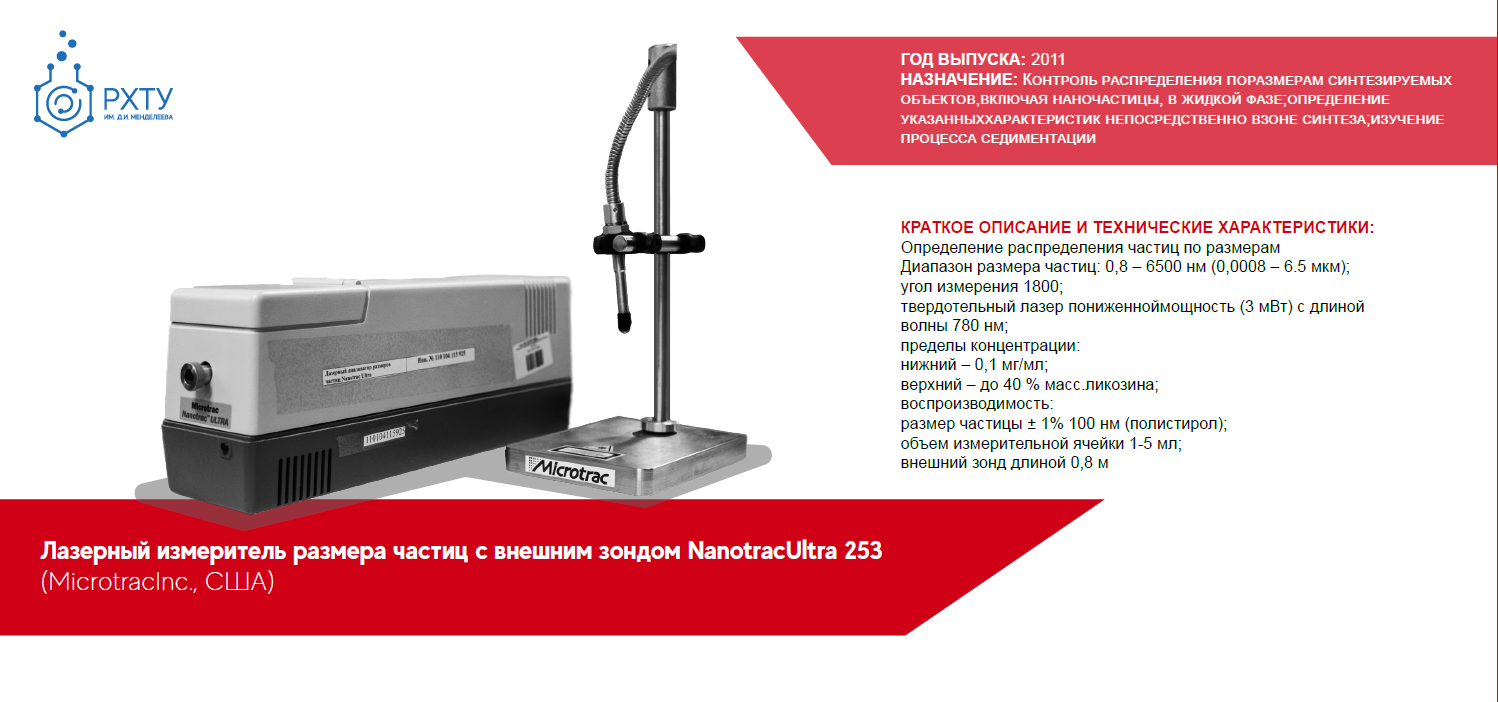 РХТУ
ИМ. Д.И. МЕНДЕЛЕЕВА
ГОД ВЫПУСКА: 2011
НАЗНАЧЕНИЕ: Контроль распределения поразмерам синтезируемых
объектов,включая наночастицы, в жидкой фазе;определение
указанныххарактеристик непосредственно взоне синтеза;изучение
процесса седиментации
КРАТКОЕ ОПИСАНИЕ И ТЕХНИЧЕСКИЕ ХАРАКТЕРИСТИКИ:
Определение распределения частиц по размерам
Диапазон размера частиц: 0,8 – 6500 нм (0,0008 – 6.5 мкм);
угол измерения 1800;
твердотельный лазер пониженноймощность (3 мВт) с длиной
волны 780 нм;
пределы концентрации:
нижний – 0,1 мг/мл;
верхний – до 40 % масс.ликозина;
воспроизводимость:
размер частицы ± 1% 100 нм (полистирол);
объем измерительной ячейки 1-5 мл;
внешний зонд длиной 0,8 м
Лазерный анализатор размеров
частиц Nanotrac Ultra
Инв. № 110 104 115 925
Microtrac
Nanotrac™ ULTRA
110104115925
Microtrac
Лазерный измеритель размера частиц с внешним зондом NanotracUltra 253
(MicrotracInc., США)